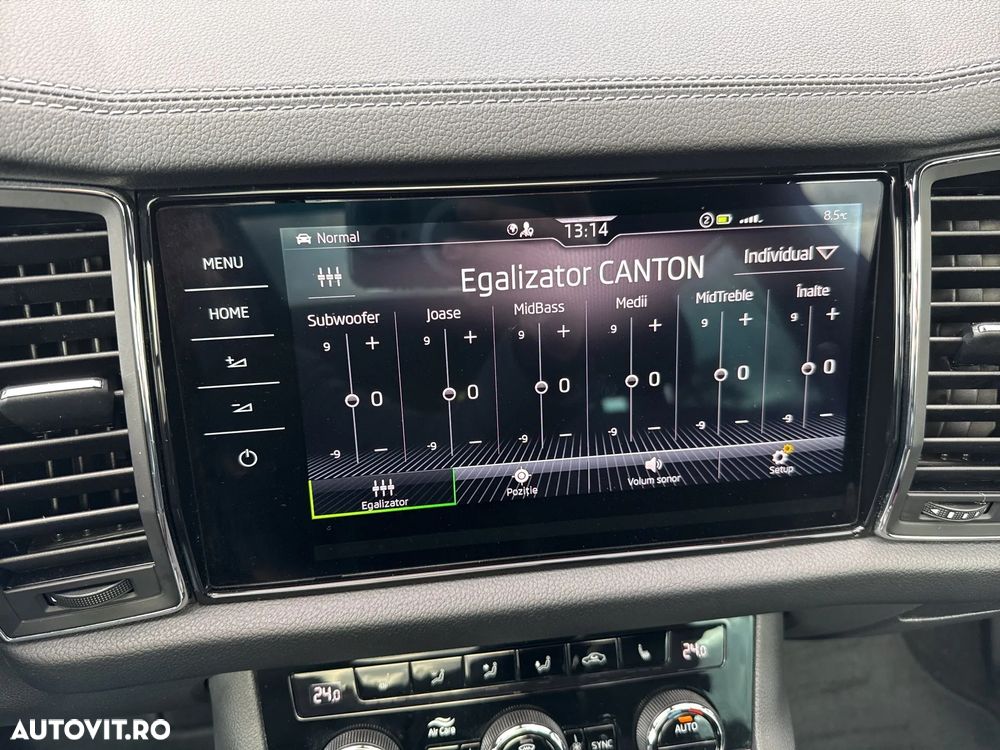 Normal
13:14
2
8,5°C
MENU
HOME
Egalizator CANTON
Individual
Subwoofer
Joase
MidBass
Medii
MidTreble
Înalte
9 + 9 + 9 + 9 + 9 + 9 +
0 0 0 0 0 0
-9 − -9 − -9 − -9 − -9 − -9 −
Egalizator
Poziție
Volum sonor
Setup
24,0
24,0
Air Care
SYNC
AUTO
AUTOVIT.RO